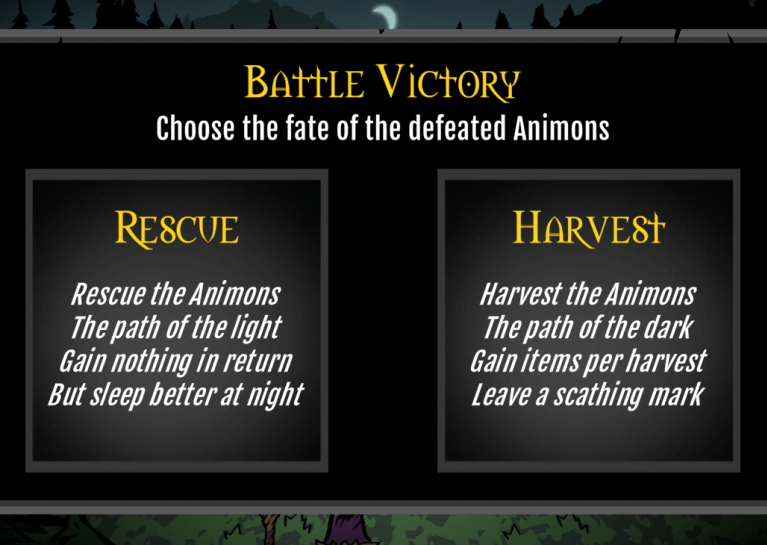 Battle Victory
Choose the fate of the defeated Animons
Rescue
Rescue the Animons
The path of the light
Gain nothing in return
But sleep better at night
Harvest
Harvest the Animons
The path of the dark
Gain items per harvest
Leave a scathing mark